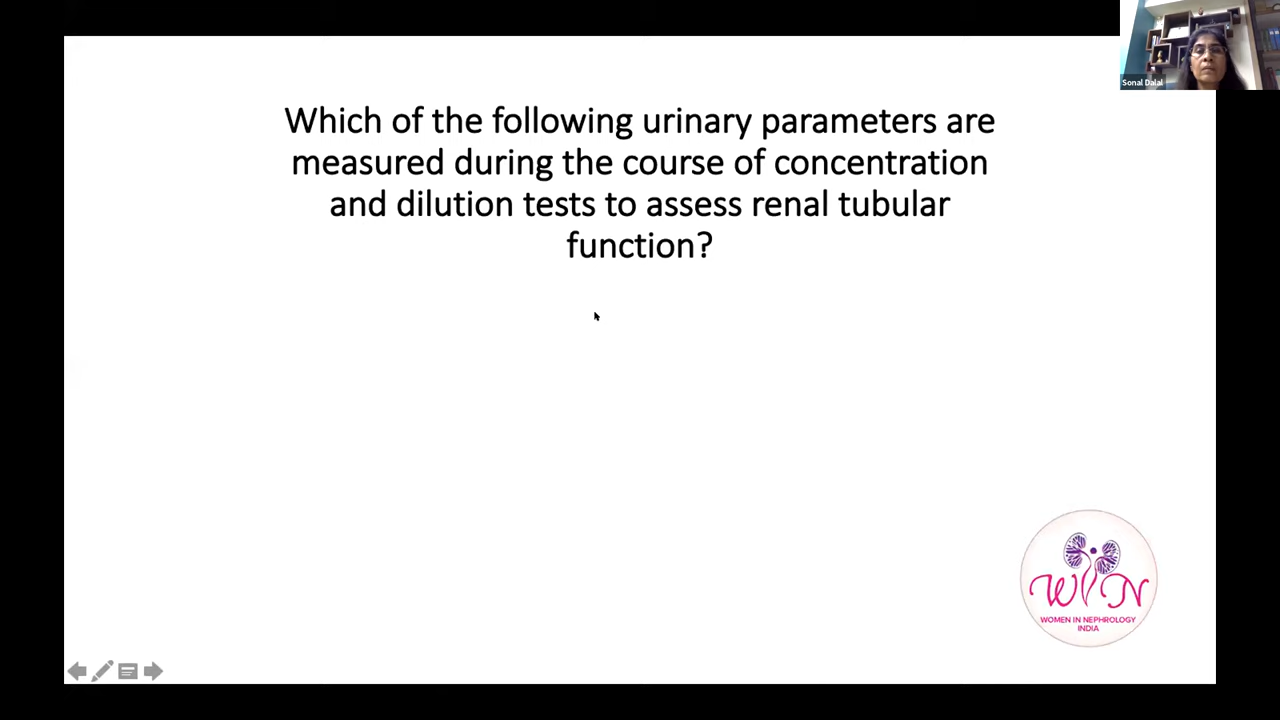 Sonal Dalal
Which of the following urinary parameters are
measured during the course of concentration
and dilution tests to assess renal tubular
function?
WIN
WOMEN IN NEPHROLOGY
INDIA